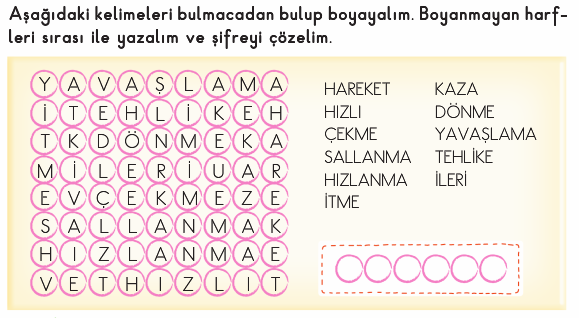 Aşağıdaki kelimeleri bulmacadan bulup boyayalım. Boyanmayan harf-
leri sırası ile yazalım ve şifreyi çözelim.
Y A V A Ş L A M A
İ T E H L İ K E H
T K D Ö N M E K A
M İ L E R İ U A R
E V Ç E K M E Z E
S A L L A N M A K
H I Z L A N M A E
V E T H I Z L I T
HAREKET
HIZLI
ÇEKME
SALLANMA
HIZLANMA
İTME
KAZA
DÖNME
YAVAŞLAMA
TEHLİKE
İLERİ